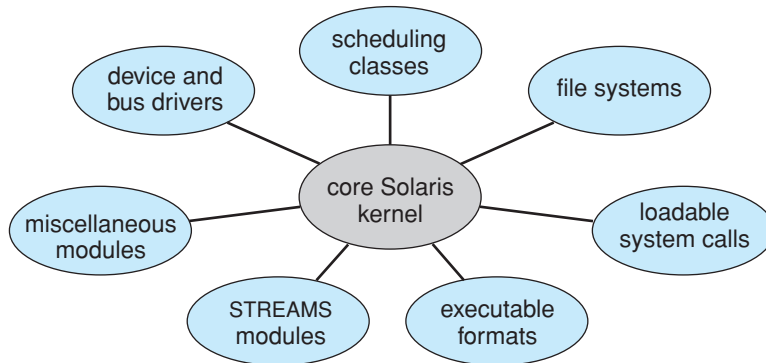 scheduling
classes
device and
bus drivers
file systems
core Solaris
kernel
miscellaneous
modules
loadable
system calls
STREAMS
modules
executable
formats